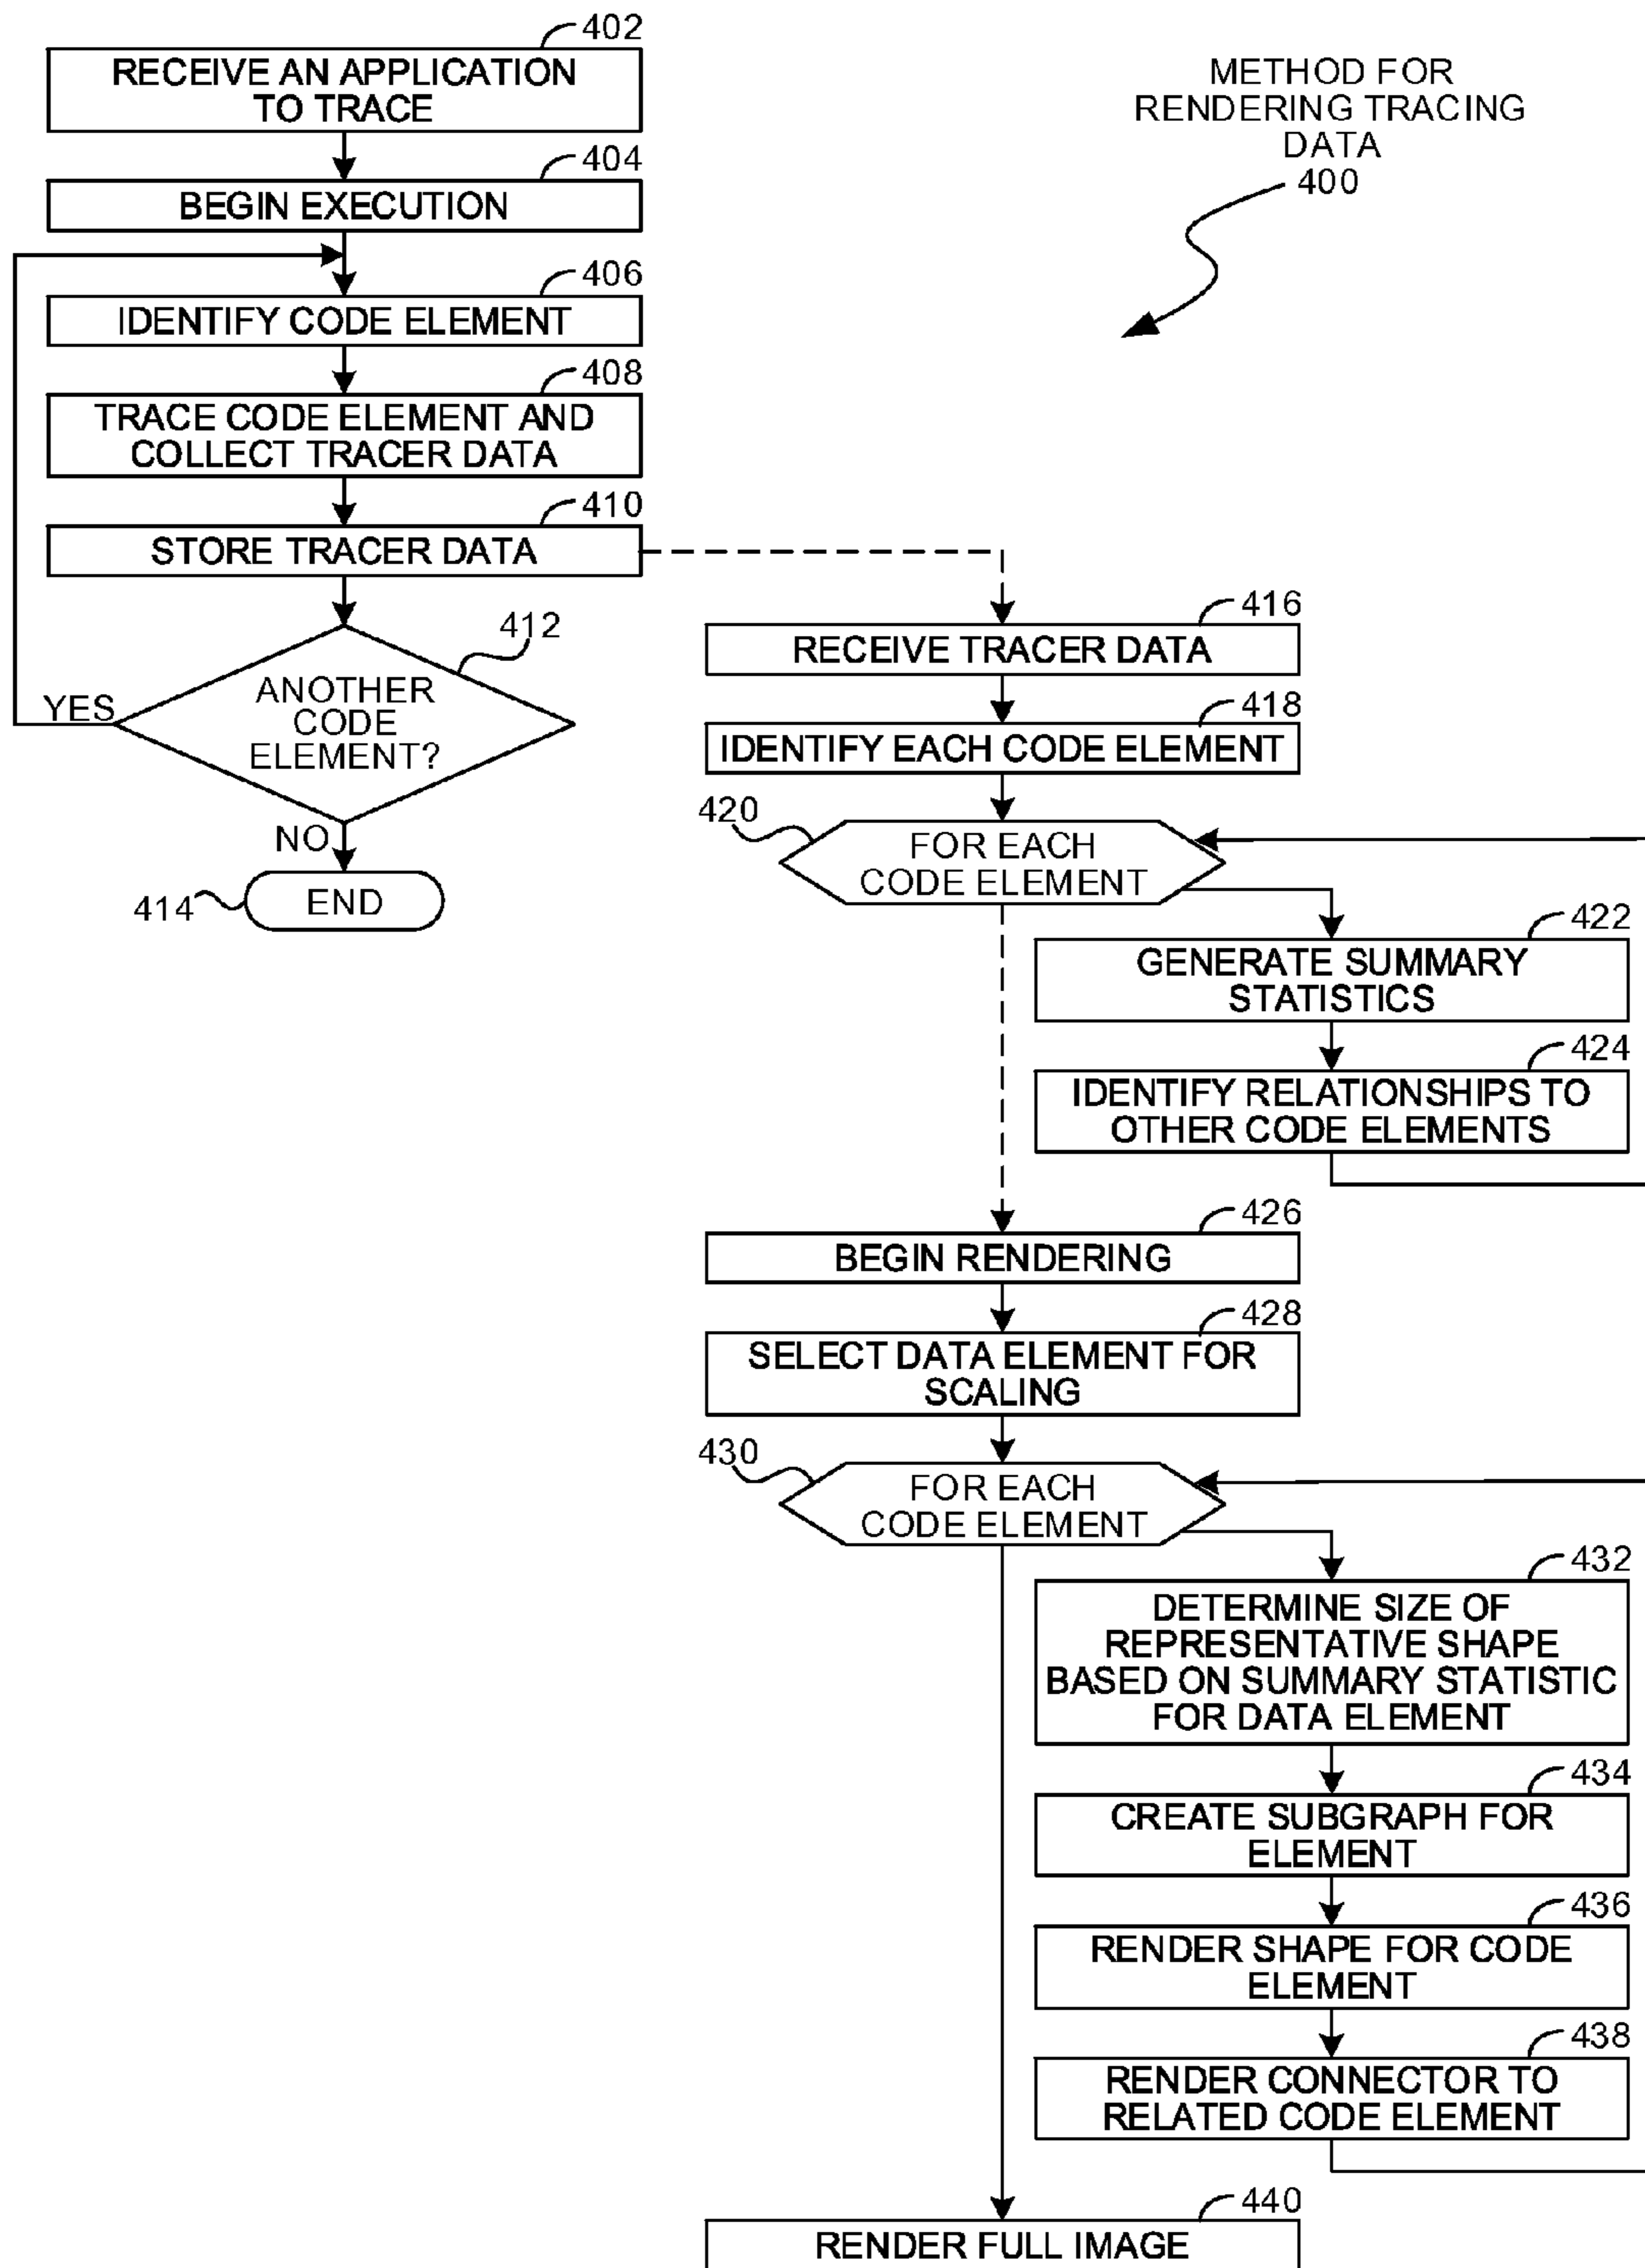 402
RECEIVE AN APPLICATION
TO TRACE
METHOD FOR
RENDERING TRACING
DATA
400
404
BEGIN EXECUTION
406
IDENTIFY CODE ELEMENT
408
TRACE CODE ELEMENT AND
COLLECT TRACER DATA
410
STORE TRACER DATA
412
ANOTHER
CODE
ELEMENT?
YES
NO
414
END
416
RECEIVE TRACER DATA
418
IDENTIFY EACH CODE ELEMENT
420
FOR EACH
CODE ELEMENT
422
GENERATE SUMMARY
STATISTICS
424
IDENTIFY RELATIONSHIPS TO
OTHER CODE ELEMENTS
426
BEGIN RENDERING
428
SELECT DATA ELEMENT FOR
SCALING
430
FOR EACH
CODE ELEMENT
432
DETERMINE SIZE OF
REPRESENTATIVE SHAPE
BASED ON SUMMARY STATISTIC
FOR DATA ELEMENT
434
CREATE SUBGRAPH FOR
ELEMENT
436
RENDER SHAPE FOR CODE
ELEMENT
438
RENDER CONNECTOR TO
RELATED CODE ELEMENT
440
RENDER FULL IMAGE